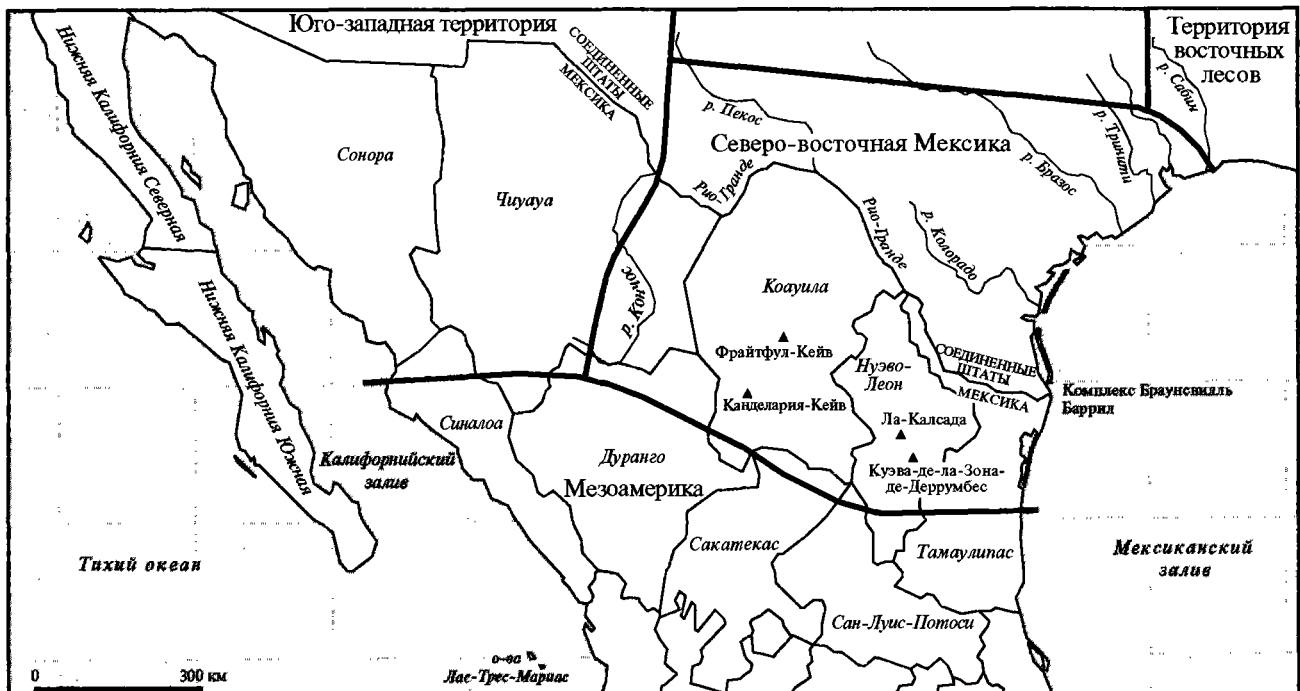 Юго-западная территория
Территория
восточных
лесов
Нижняя Калифорния Северная
СОЕДИНЕННЫЕ
ШТАТЫ
МЕКСИКА
р. Сабин
р. Пекос
р. Тринити
Сонора
Северо-восточная Мексика
р. Бразос
Чиуауа
Рио-Гранде
Рио-Гранде
р. Колорадо
р. Кончос
Коауила
Нижняя Калифорния Южная
Фрайтфул-Кейв
Нуэво-
Леон
СОЕДИНЕННЫЕ
ШТАТЫ
МЕКСИКА
Комплекс Браунсвилль
Баррил
Канделария-Кейв
Синалоа
Ла-Калсада
Калифорнийский
залив
Дуранго
Мезоамерика
Куэва-де-ла-Зона-
де-Деррумбес
Сакатекас
Тамаулипас
Тихий океан
Мексиканский
залив
Сан-Луис-Потоси
о-ва
Лас-Трес-Мариас
0 300 км